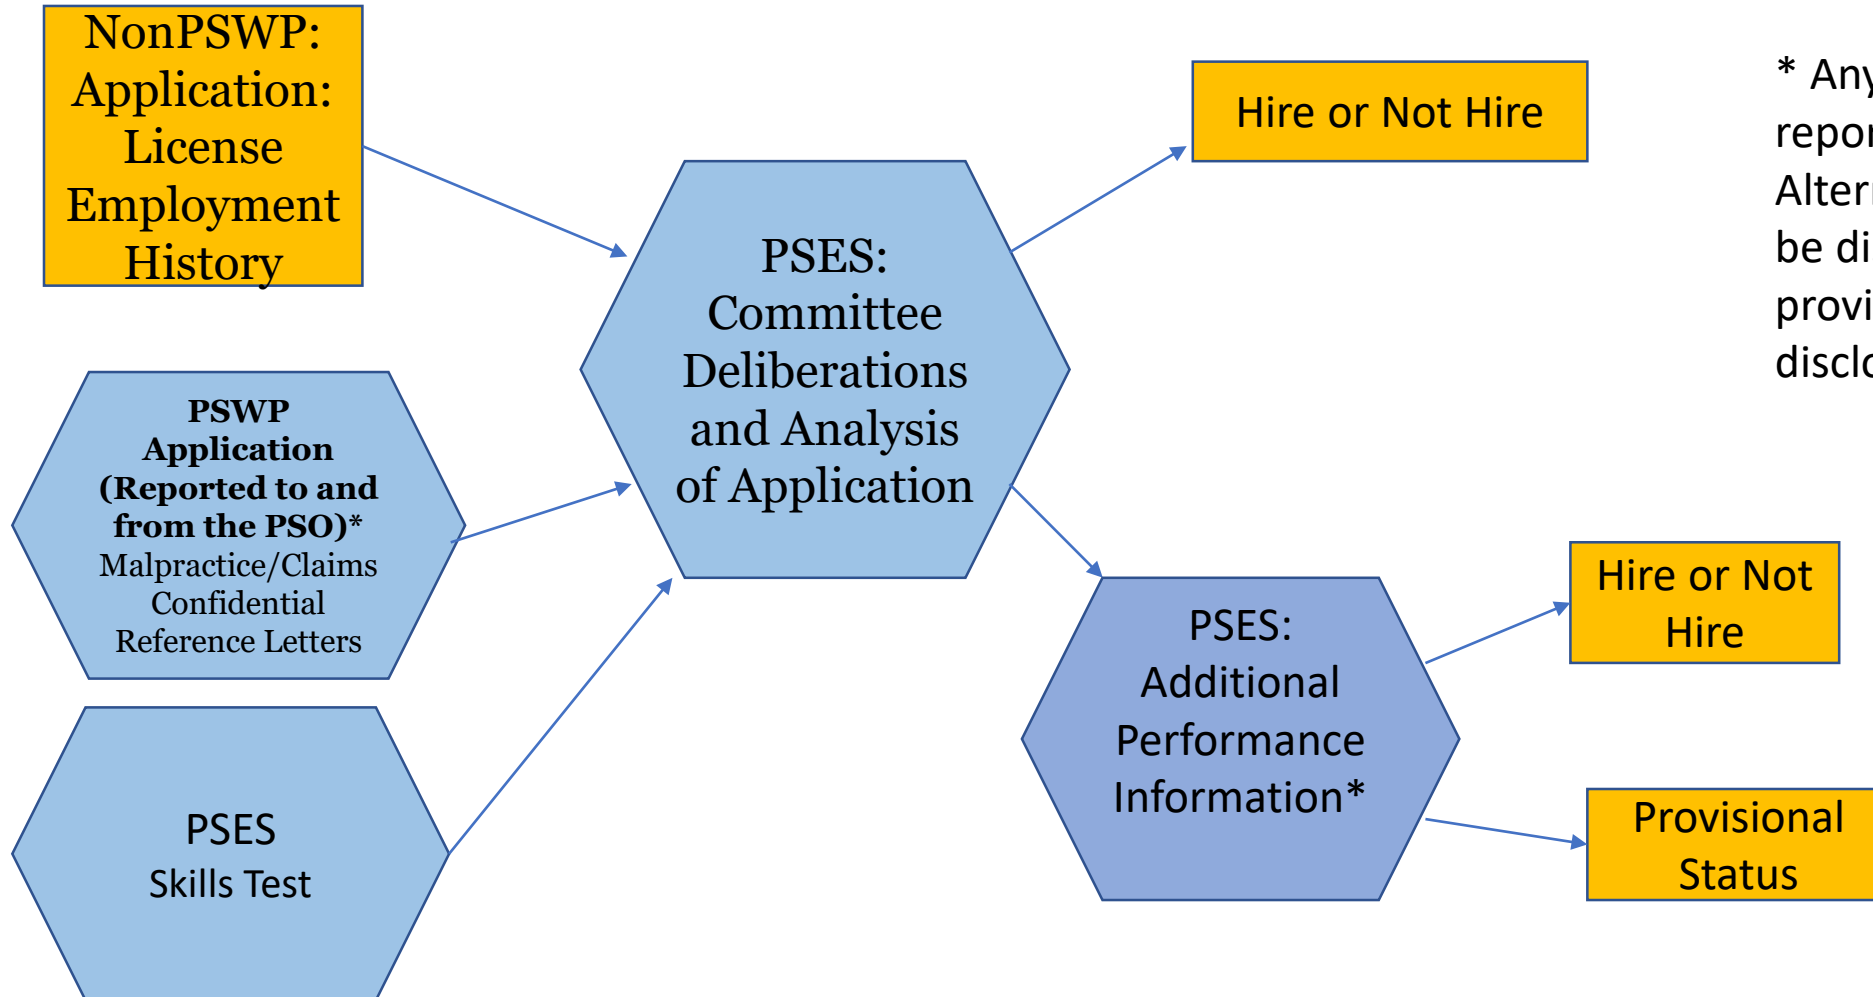 NonPSWP:
Application:
License
Employment
History
Hire or Not Hire
* Any
PSES:
Committee
Deliberations
and Analysis
of Application
PSWP
Application
(Reported to and
from the PSO)*
Malpractice/Claims
Confidential
Reference Letters
PSES
Skills Test
PSES:
Additional
Performance
Information*
Hire or Not
Hire
Provisional
Status